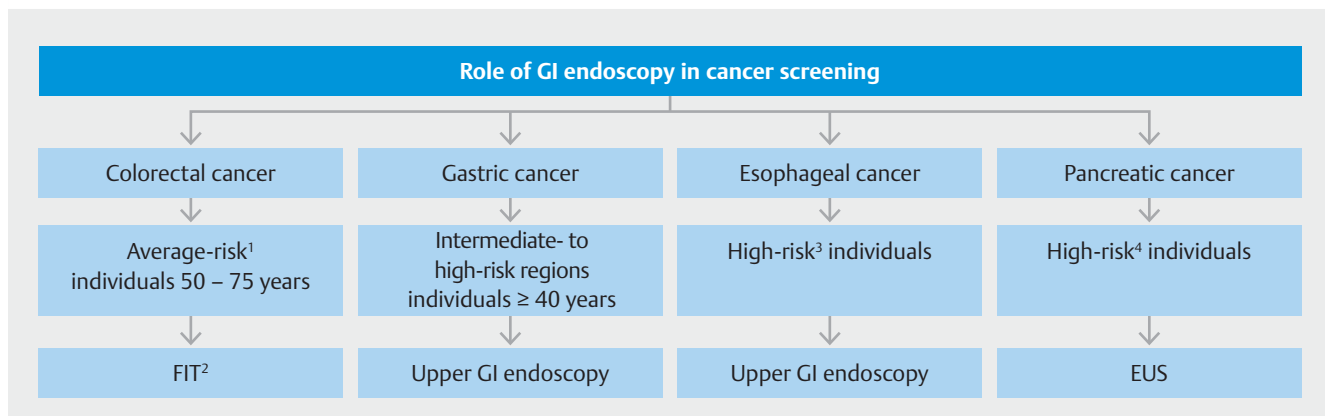 Role of GI endoscopy in cancer screening
Colorectal cancer
Gastric cancer
Esophageal cancer
Pancreatic cancer
Average-risk¹
individuals 50 – 75 years
Intermediate- to
high-risk regions
individuals ≥ 40 years
High-risk³ individuals
High-risk⁴ individuals
FIT²
Upper GI endoscopy
Upper GI endoscopy
EUS